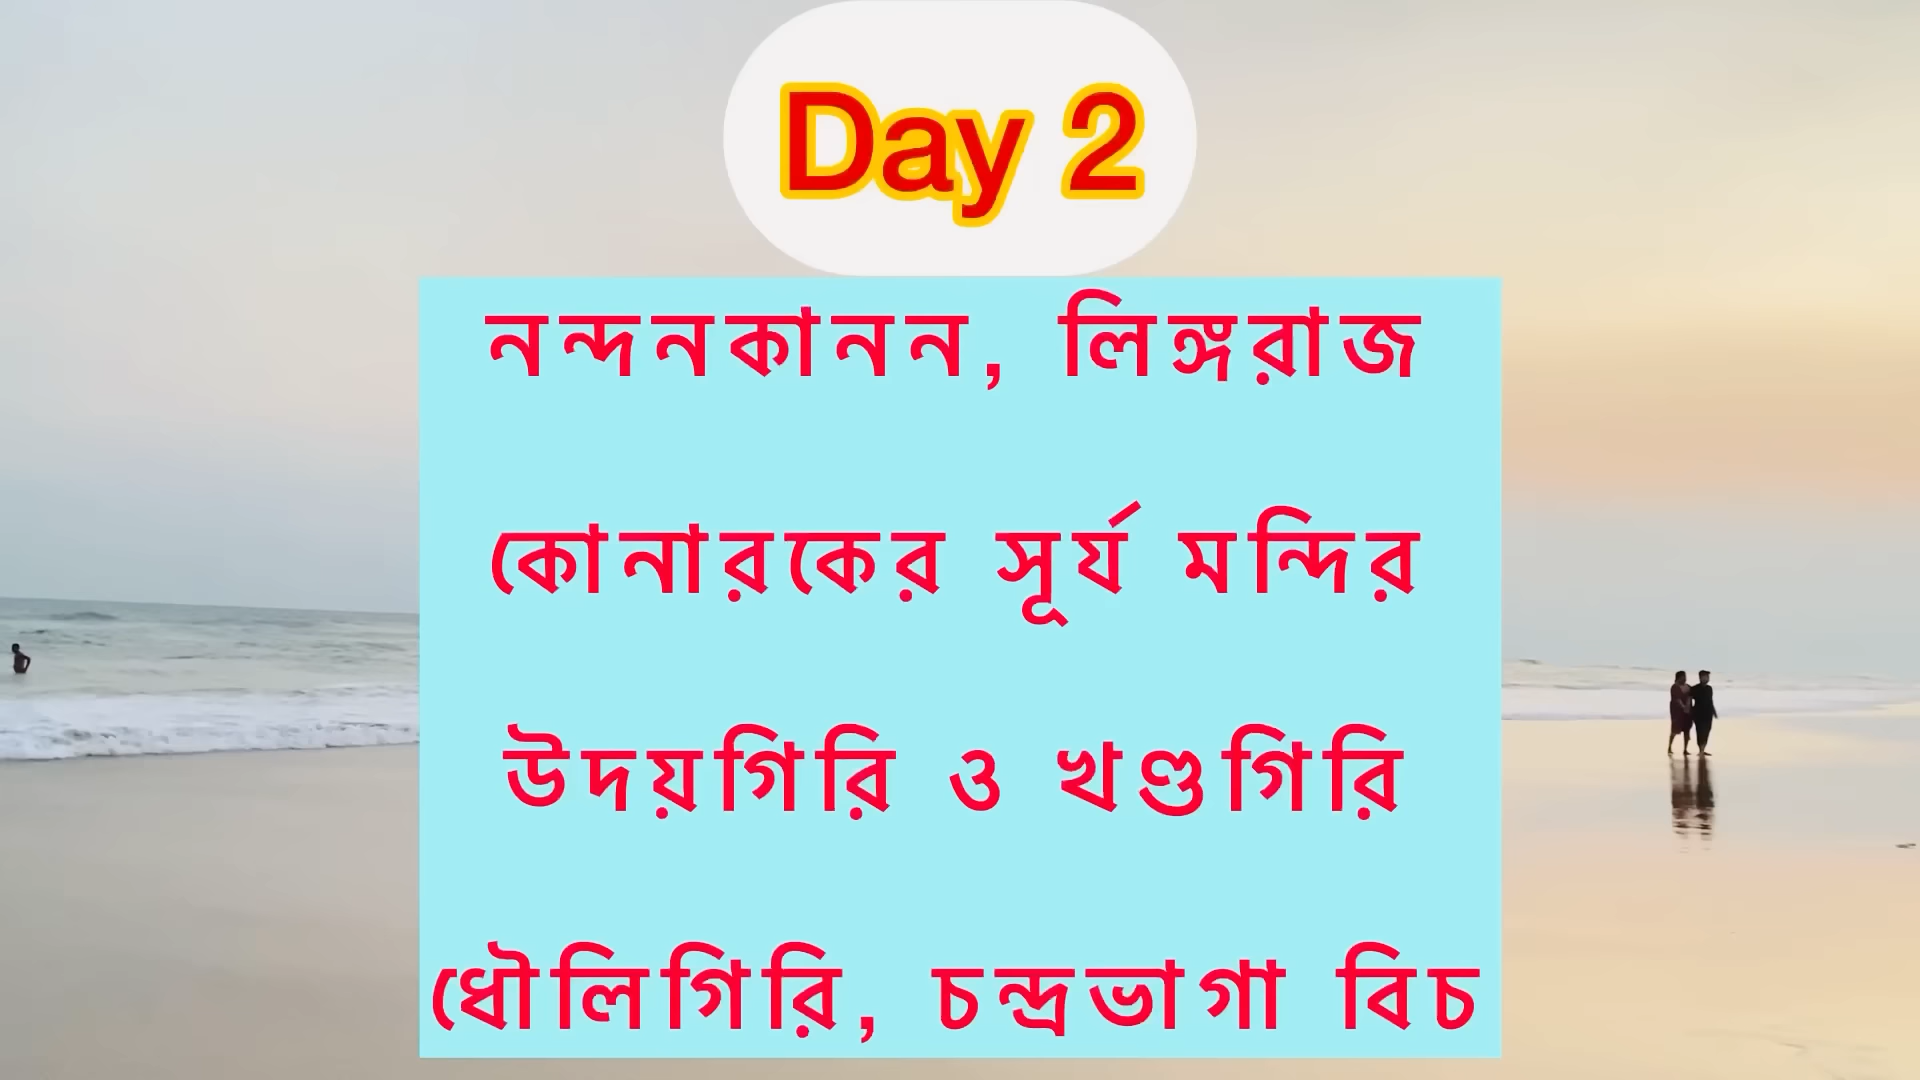 Day 2
নন্দনকানন, লিঙ্গরাজ
কোনারকের সূর্য মন্দির
উদয়গিরি ও খণ্ডগিরি
ধৌলিগিরি, চন্দ্রভাগা বিচ